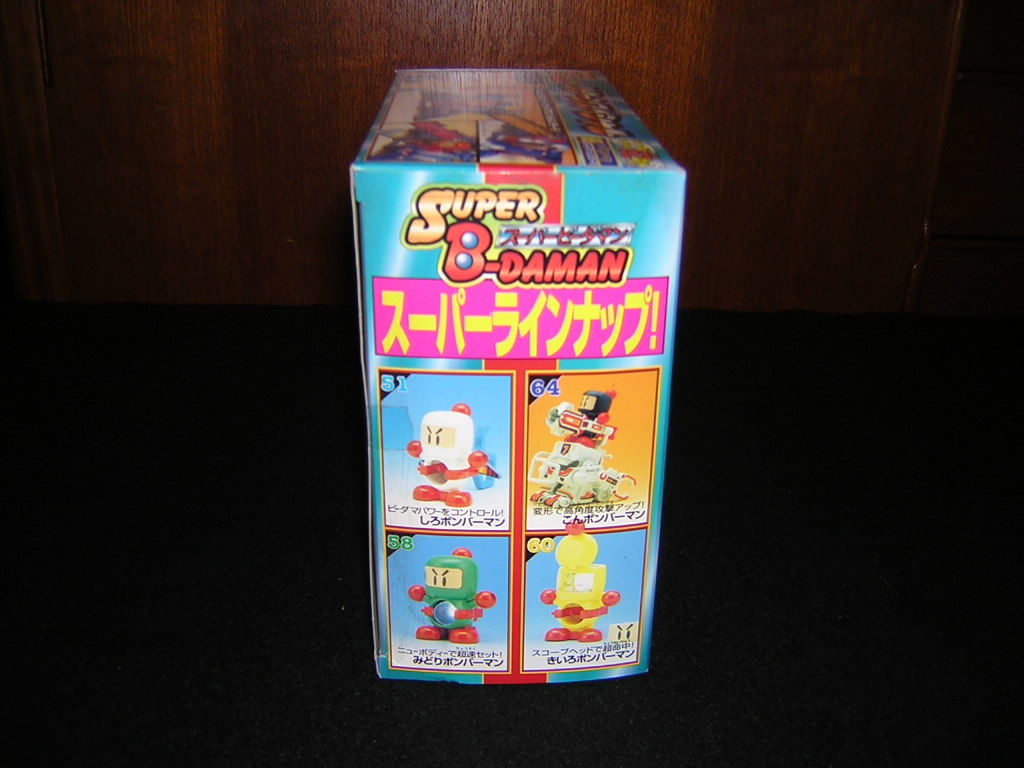 SUPER
スーパービーダマン
B-DAMAN
スーパーラインナップ!
51
ビーダマパワーをコントロール!
しろボンバーマン
64
変形で高角度攻撃アップ!
こんボンバーマン
58
ニューボディーで超速セット!
みどりボンバーマン
60
スコープヘッドで超命中!
きいろボンバーマン